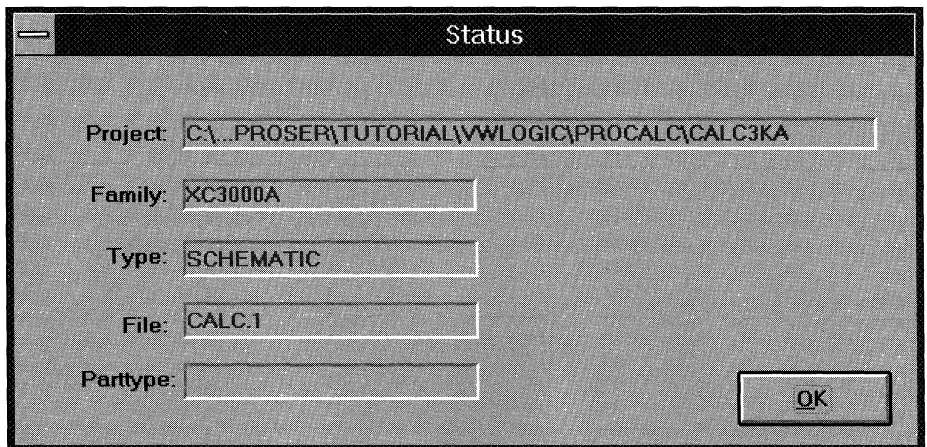 Status
Project: C:\...PROSER\TUTORIAL\VWLOGIC\PROCALC\CALC3KA
Family: XC3000A
Type: SCHEMATIC
File: CALC.1
Parttype:
OK